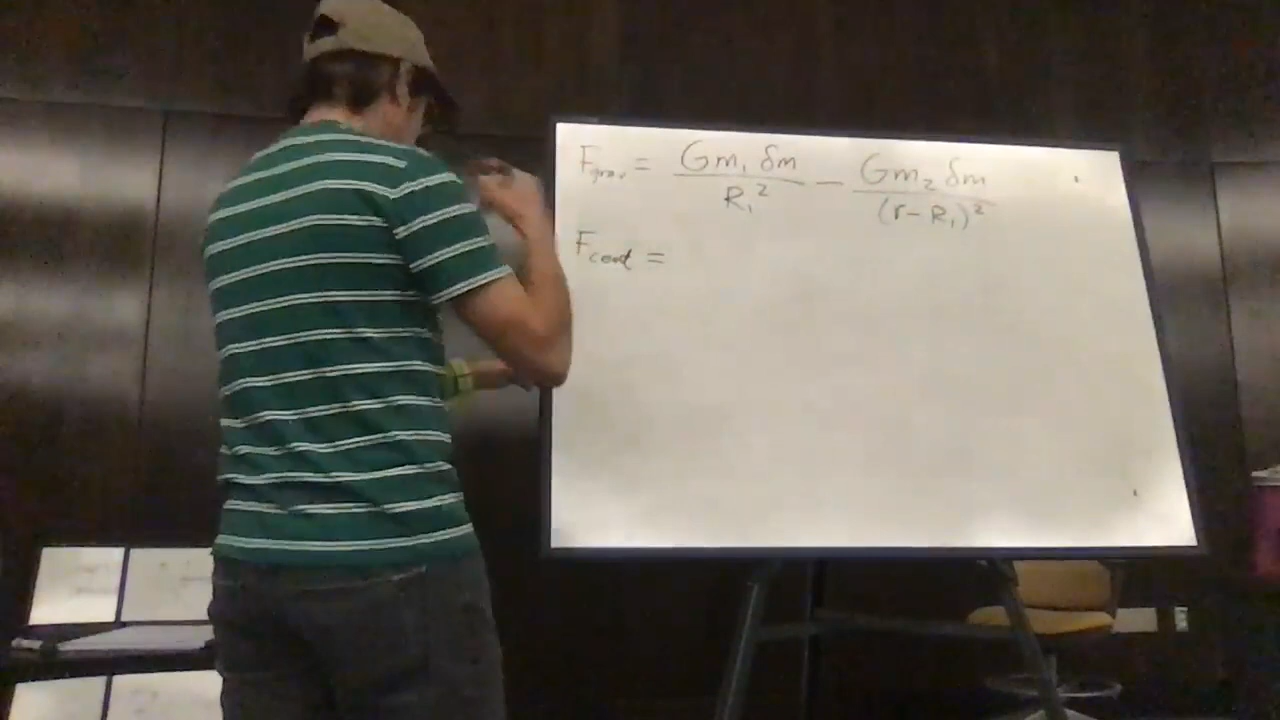 F_grav = Gm₁ δm / R₁² − Gm₂ δm / (r − R₁)²
F_cent =